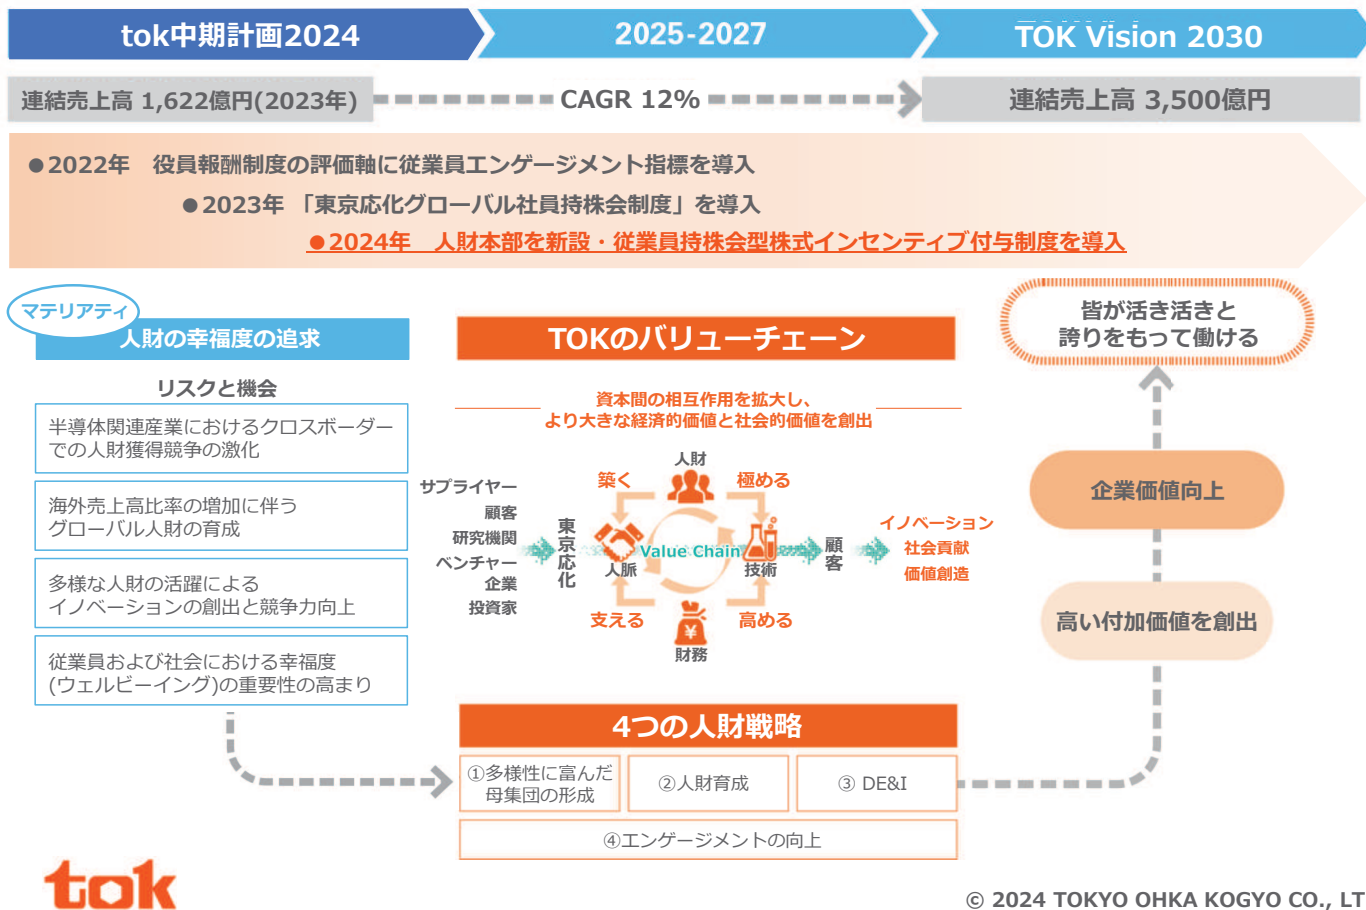 tok中期計画2024
2025-2027
TOK Vision 2030
連結売上高 1,622億円(2023年)
CAGR 12%
連結売上高 3,500億円
●2022年　役員報酬制度の評価軸に従業員エンゲージメント指標を導入
●2023年 「東京応化グローバル社員持株会制度」を導入
●2024年　人財本部を新設・従業員持株会型株式インセンティブ付与制度を導入
マテリアティ
人財の幸福度の追求
リスクと機会
半導体関連産業におけるクロスボーダー
での人財獲得競争の激化
海外売上高比率の増加に伴う
グローバル人財の育成
多様な人財の活躍による
イノベーションの創出と競争力向上
従業員および社会における幸福度
(ウェルビーイング)の重要性の高まり
TOKのバリューチェーン
資本間の相互作用を拡大し、
より大きな経済的価値と社会的価値を創出
サプライヤー
顧客
研究機関
ベンチャー
企業
投資家
東京応化
人財
築く
極める
人脈
Value Chain
技術
支える
高める
¥
財務
顧客
イノベーション
社会貢献
価値創造
4つの人財戦略
①多様性に富んだ
母集団の形成
②人財育成
③ DE&I
④エンゲージメントの向上
皆が活き活きと
誇りをもって働ける
企業価値向上
高い付加価値を創出
tok
© 2024 TOKYO OHKA KOGYO CO., LT